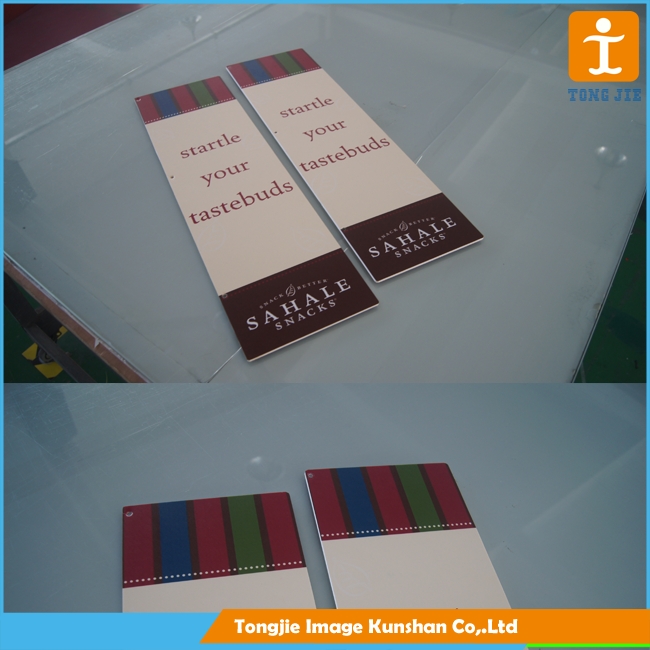 TONG JIE
startle
your
tastebuds
SNACK BETTER
SAHALE
SNACKS
startle
your
tastebuds
SNACK BETTER
SAHALE
SNACKS
Tongjie Image Kunshan Co,.Ltd